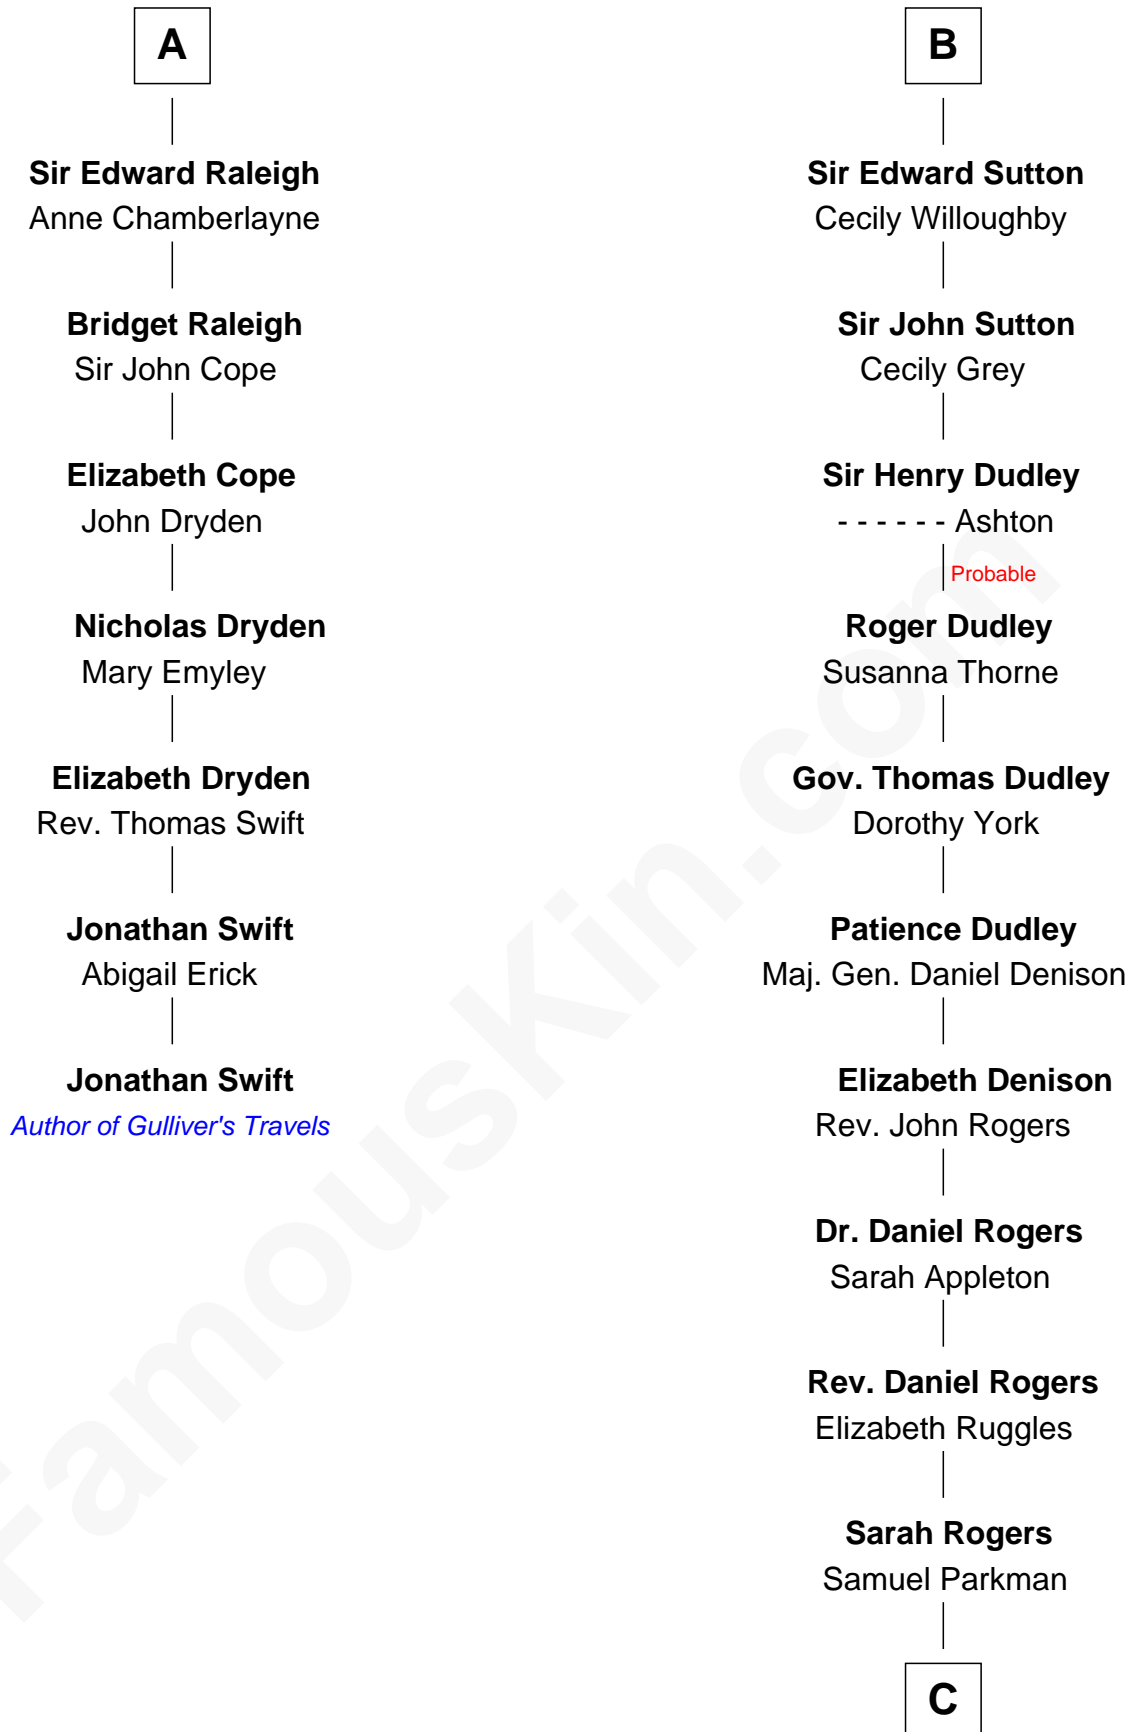 A
Sir Edward Raleigh
Anne Chamberlayne
Bridget Raleigh
Sir John Cope
Elizabeth Cope
John Dryden
Nicholas Dryden
Mary Emyley
Elizabeth Dryden
Rev. Thomas Swift
Jonathan Swift
Abigail Erick
Jonathan Swift
Author of Gulliver's Travels
B
Sir Edward Sutton
Cecily Willoughby
Sir John Sutton
Cecily Grey
Sir Henry Dudley
- - - - - - Ashton
Probable
Roger Dudley
Susanna Thorne
Gov. Thomas Dudley
Dorothy York
Patience Dudley
Maj. Gen. Daniel Denison
Elizabeth Denison
Rev. John Rogers
Dr. Daniel Rogers
Sarah Appleton
Rev. Daniel Rogers
Elizabeth Ruggles
Sarah Rogers
Samuel Parkman
C
FamousKin.com